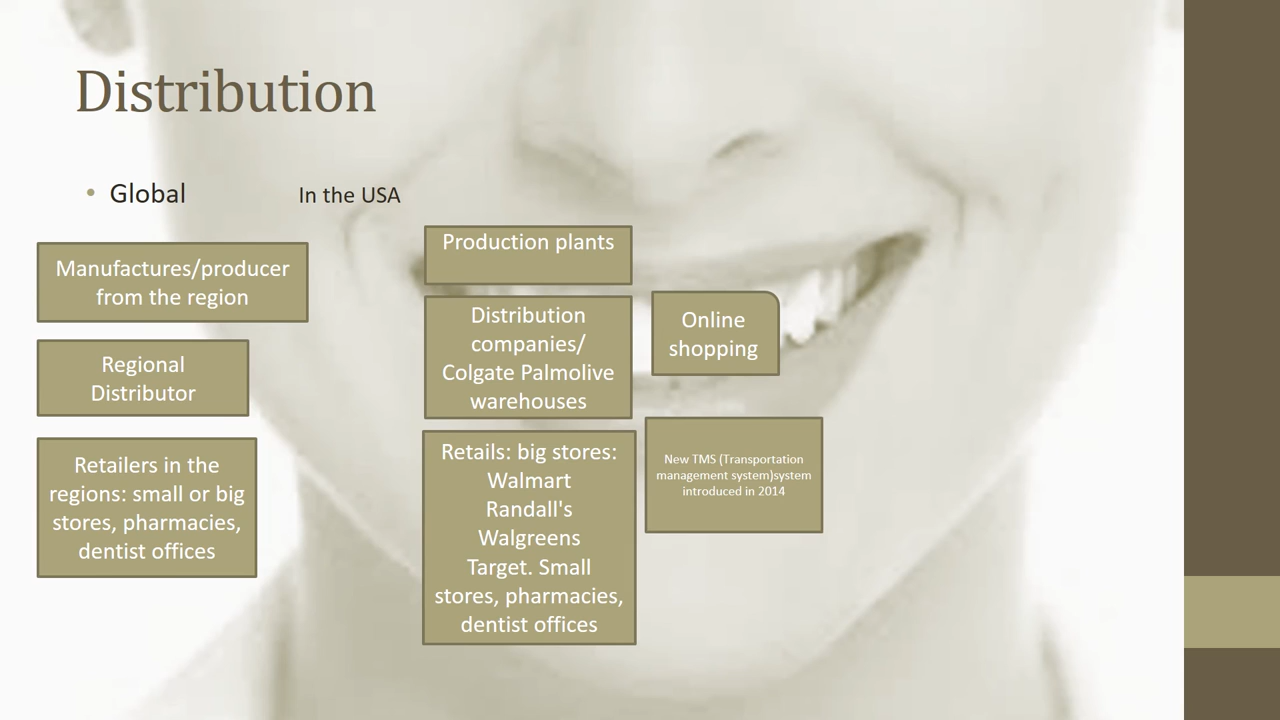 Distribution
• Global
In the USA
Manufactures/producer
from the region
Regional
Distributor
Retailers in the
regions: small or big
stores, pharmacies,
dentist offices
Production plants
Distribution
companies/
Colgate Palmolive
warehouses
Retails: big stores:
Walmart
Randall's
Walgreens
Target. Small
stores, pharmacies,
dentist offices
Online
shopping
New TMS (Transportation
management system)system
introduced in 2014